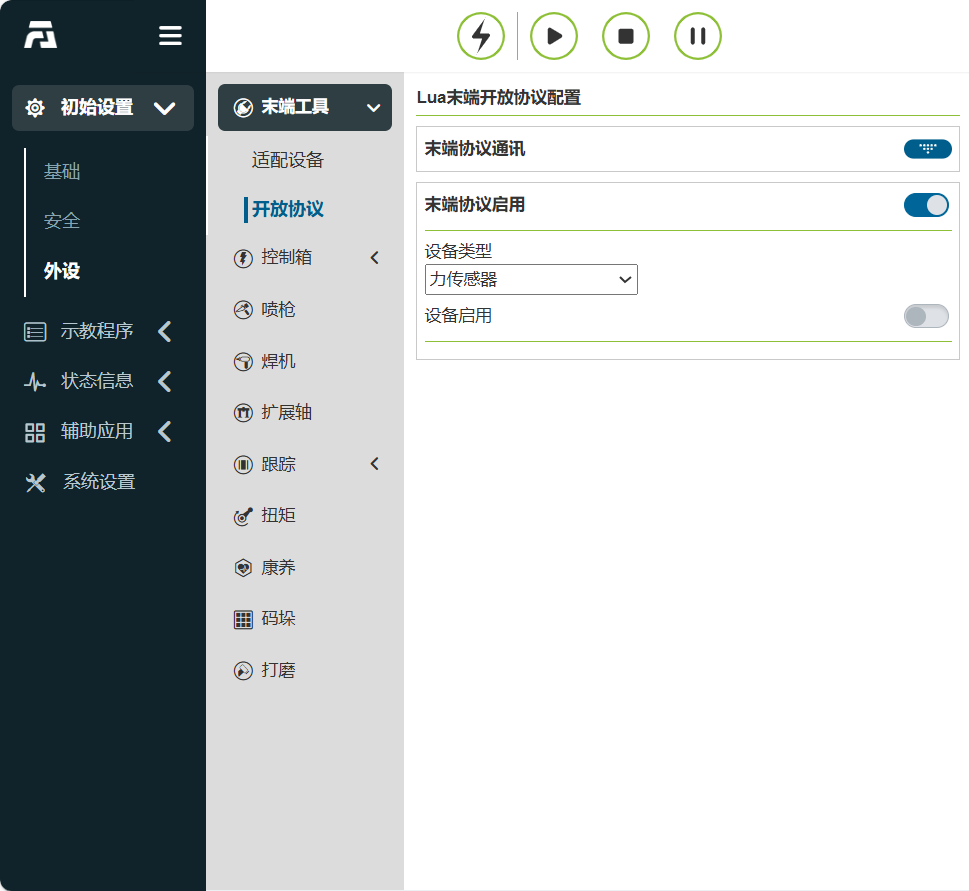 初始设置
基础
安全
外设
示教程序
状态信息
辅助应用
系统设置
末端工具
适配设备
开放协议
控制箱
喷枪
焊机
扩展轴
跟踪
扭矩
康养
码垛
打磨
Lua末端开放协议配置
末端协议通讯
末端协议启用
设备类型
力传感器
设备启用